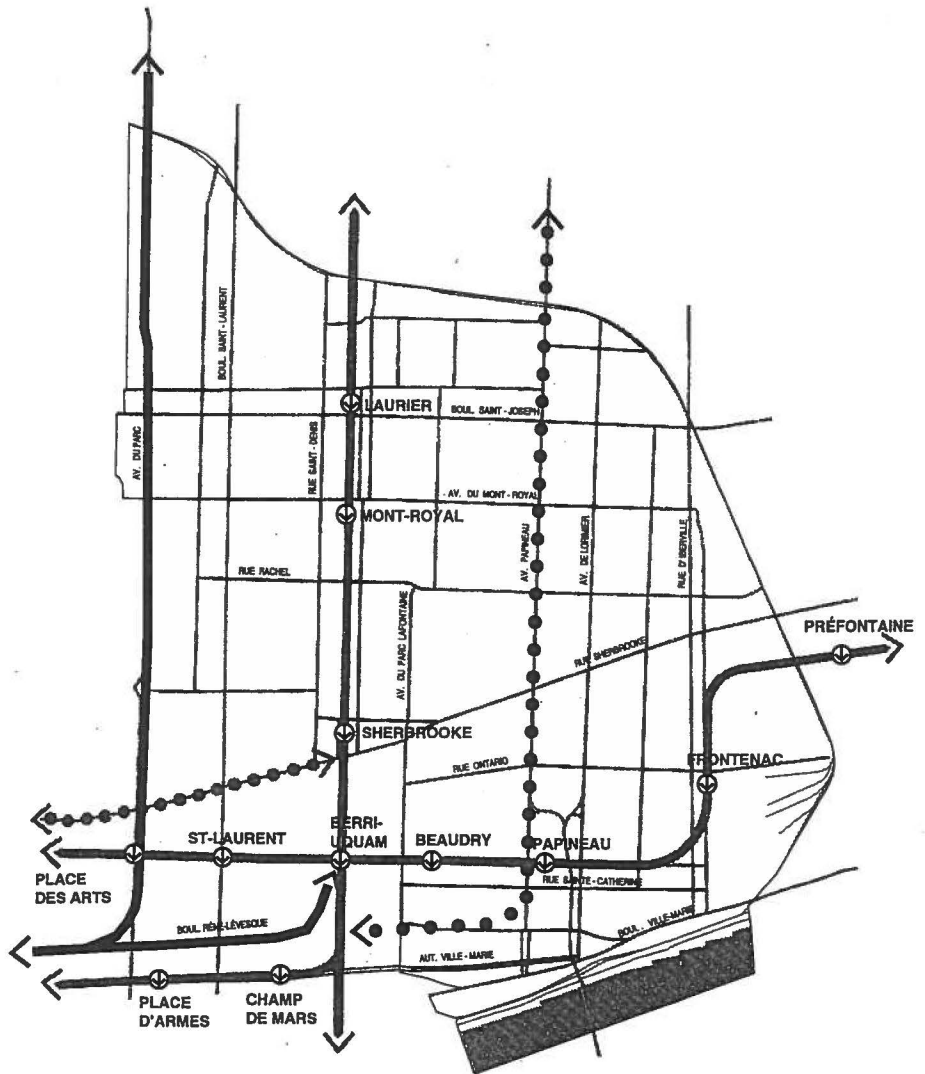 BOUL. SAINT-LAURENT
LAURIER
BOUL SAINT-JOSEPH
AV. DU PARC
RUE SAINT-DENIS
AV. DU MONT-ROYAL
MONT-ROYAL
AV. PAPINEAU
AV. DE LORIMIER
RUE D'IBERVILLE
RUE RACHEL
AV. DU PARC LAFONTAINE
RUE SHERBROOKE
PRÉFONTAINE
SHERBROOKE
RUE ONTARIO
FRONTENAC
ST-LAURENT
BERRI-
UQUAM
BEAUDRY
PAPINEAU
PLACE
DES ARTS
RUE SAINTE-CATHERINE
BOUL RÉNÉ-LÉVESQUE
BOUL. VILLE-MARIE
AUT. VILLE-MARIE
PLACE
D'ARMES
CHAMP
DE MARS